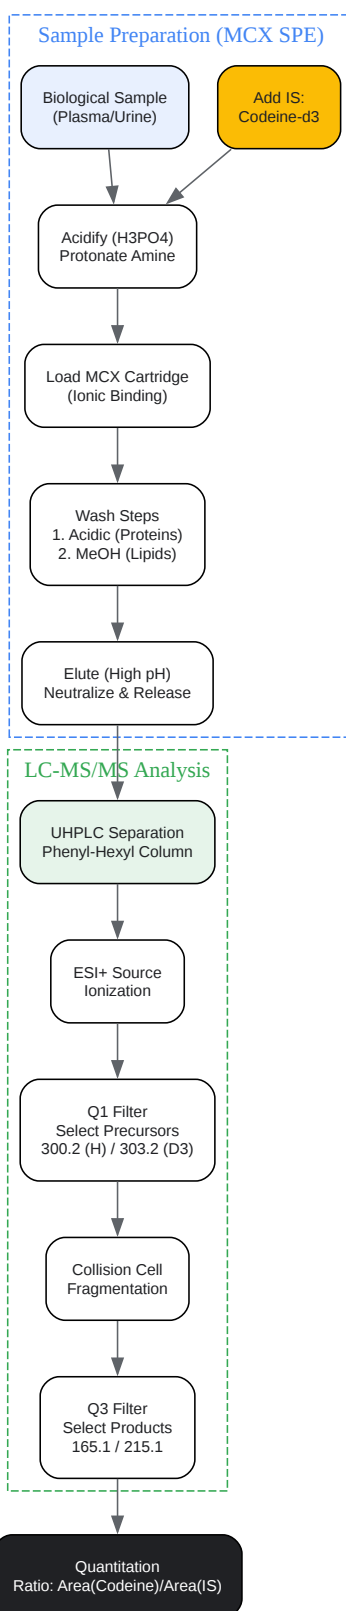 Sample Preparation (MCX SPE)
Biological Sample
(Plasma/Urine)
Add IS:
Codeine-d3
Acidify (H3PO4)
Protonate Amine
Load MCX Cartridge
(Ionic Binding)
Wash Steps
1. Acidic (Proteins)
2. MeOH (Lipids)
Elute (High pH)
Neutralize & Release
LC-MS/MS Analysis
UHPLC Separation
Phenyl-Hexyl Column
ESI+ Source
Ionization
Q1 Filter
Select Precursors
300.2 (H) / 303.2 (D3)
Collision Cell
Fragmentation
Q3 Filter
Select Products
165.1 / 215.1
Quantitation
Ratio: Area(Codeine)/Area(IS)